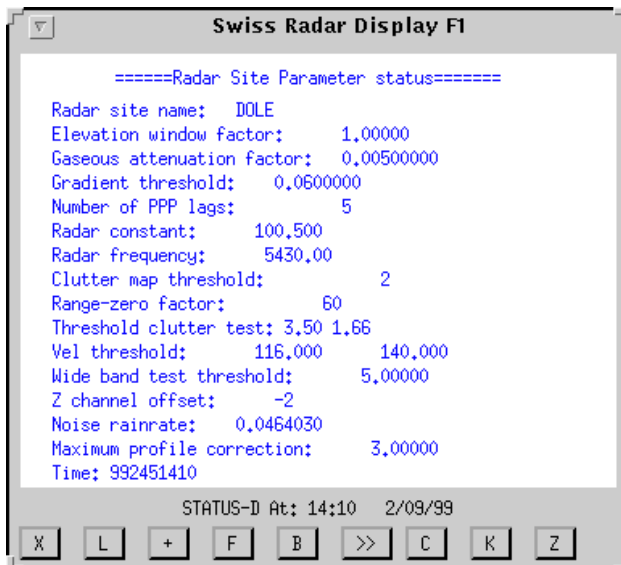 Swiss Radar Display F1
======Radar Site Parameter status=======
Radar site name: DOLE
Elevation window factor: 1.00000
Gaseous attenuation factor: 0.00500000
Gradient threshold: 0.0600000
Number of PPP lags: 5
Radar constant: 100.500
Radar frequency: 5430.00
Clutter map threshold: 2
Range-zero factor: 60
Threshold clutter test: 3.50 1.66
Vel threshold: 116.000 140.000
Wide band test threshold: 5.00000
Z channel offset: -2
Noise rainrate: 0.0464030
Maximum profile correction: 3.00000
Time: 992451410
STATUS-D At: 14:10 2/09/99
X L + F B >> C K Z